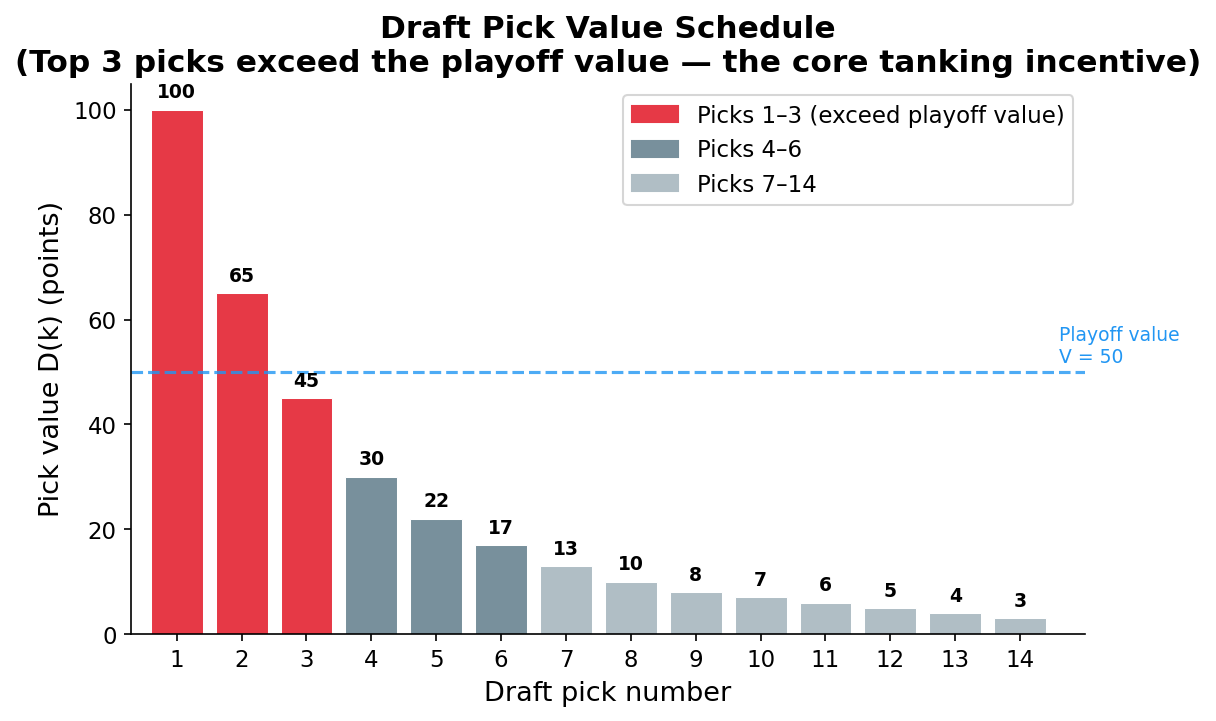 Draft Pick Value Schedule
(Top 3 picks exceed the playoff value — the core tanking incentive)
Picks 1–3 (exceed playoff value)
Picks 4–6
Picks 7–14
Pick value D(k) (points)
100
80
60
40
20
0
100
65
45
30
22
17
13
10
8
7
6
5
4
3
Playoff value
V = 50
1 2 3 4 5 6 7 8 9 10 11 12 13 14
Draft pick number